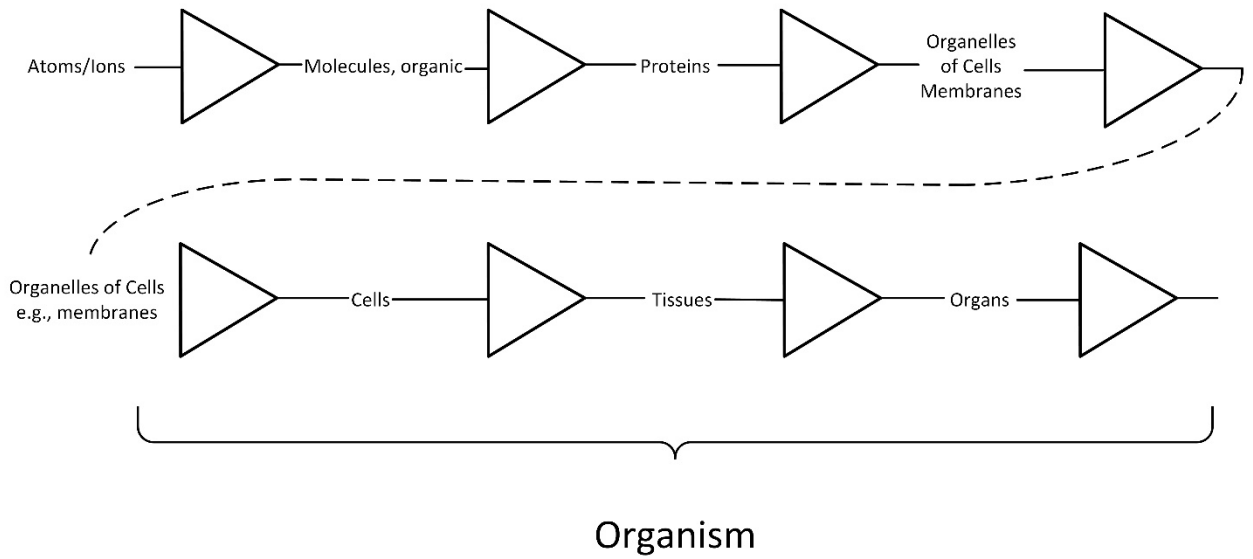 Atoms/Ions
Molecules, organic
Proteins
Organelles
of Cells
Membranes
Organelles of Cells
e.g., membranes
Cells
Tissues
Organs
Organism